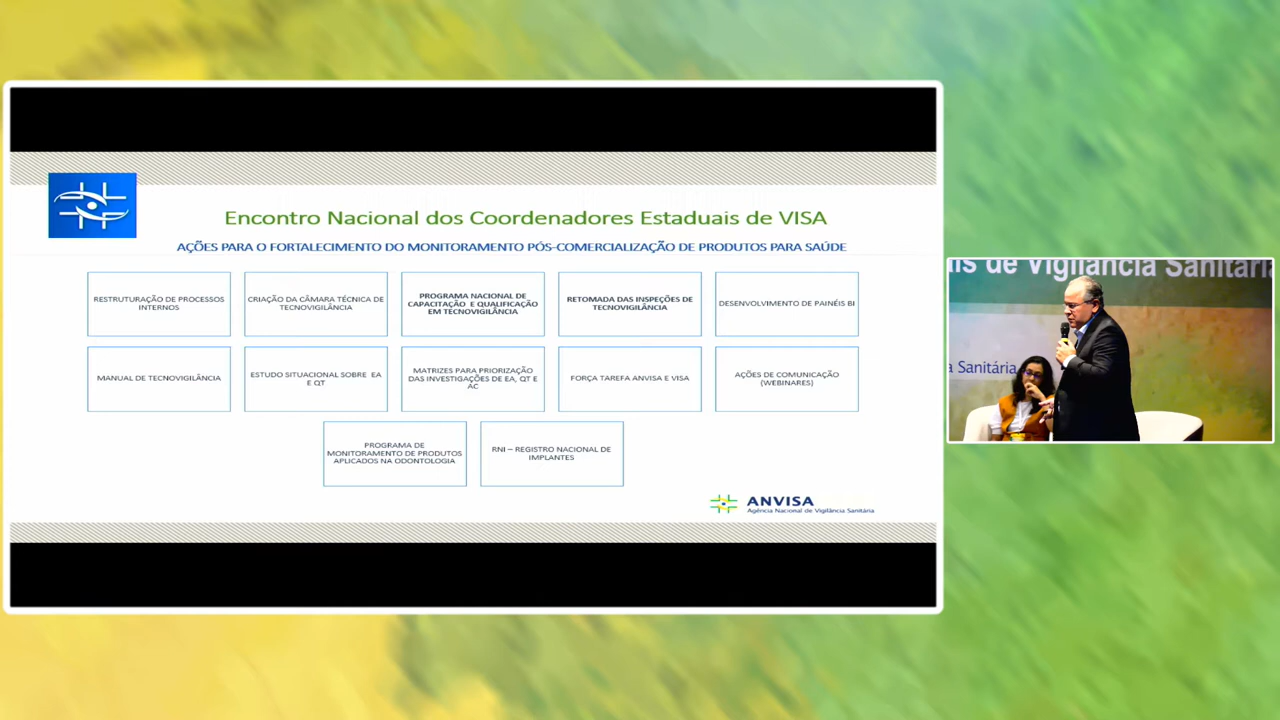 Encontro Nacional dos Coordenadores Estaduais de VISA
AÇÕES PARA O FORTALECIMENTO DO MONITORAMENTO PÓS-COMERCIALIZAÇÃO DE PRODUTOS PARA SAÚDE
RESTRUTURAÇÃO DE PROCESSOS
INTERNOS
CRIAÇÃO DA CÂMARA TÉCNICA DE
TECNOVIGILÂNCIA
PROGRAMA NACIONAL DE
CAPACITAÇÃO E QUALIFICAÇÃO
EM TECNOVIGILÂNCIA
RETOMADA DAS INSPEÇÕES DE
TECNOVIGILÂNCIA
DESENVOLVIMENTO DE PAINÉIS BI
MANUAL DE TECNOVIGILÂNCIA
ESTUDO SITUACIONAL SOBRE EA
E QT
MATRIZES PARA PRIORIZAÇÃO
DAS INVESTIGAÇÕES DE EA, QT E
AC
FORÇA TAREFA ANVISA E VISA
AÇÕES DE COMUNICAÇÃO
(WEBINARES)
PROGRAMA DE
MONITORAMENTO DE PRODUTOS
APLICADOS NA ODONTOLOGIA
RNI – REGISTRO NACIONAL DE
IMPLANTES
ANVISA
Agência Nacional de Vigilância Sanitária
is de Vigilância Sanitária
a Sanitária